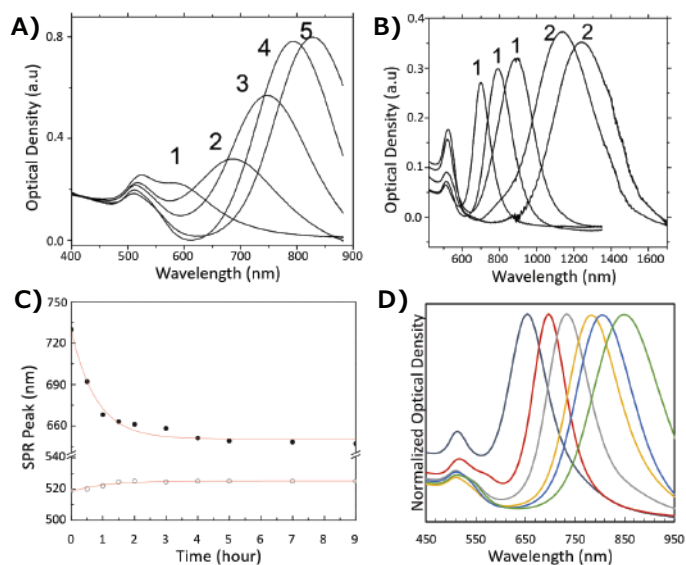 A)
Optical Density (a.u)
0.8
0.4
0.0
1
2
3
4
5
400 500 600 700 800 900
Wavelength (nm)
B)
Optical Density (a.u)
0.4
0.3
0.2
0.1
0.0
1 1 1 2 2
600 800 1000 1200 1400 1600
Wavelength (nm)
C)
SPR Peak (nm)
750
720
690
660
540
520
500
0 1 2 3 4 5 6 7 8 9
Time (hour)
D)
Normalized Optical Density
450 550 650 750 850 950
Wavelength (nm)